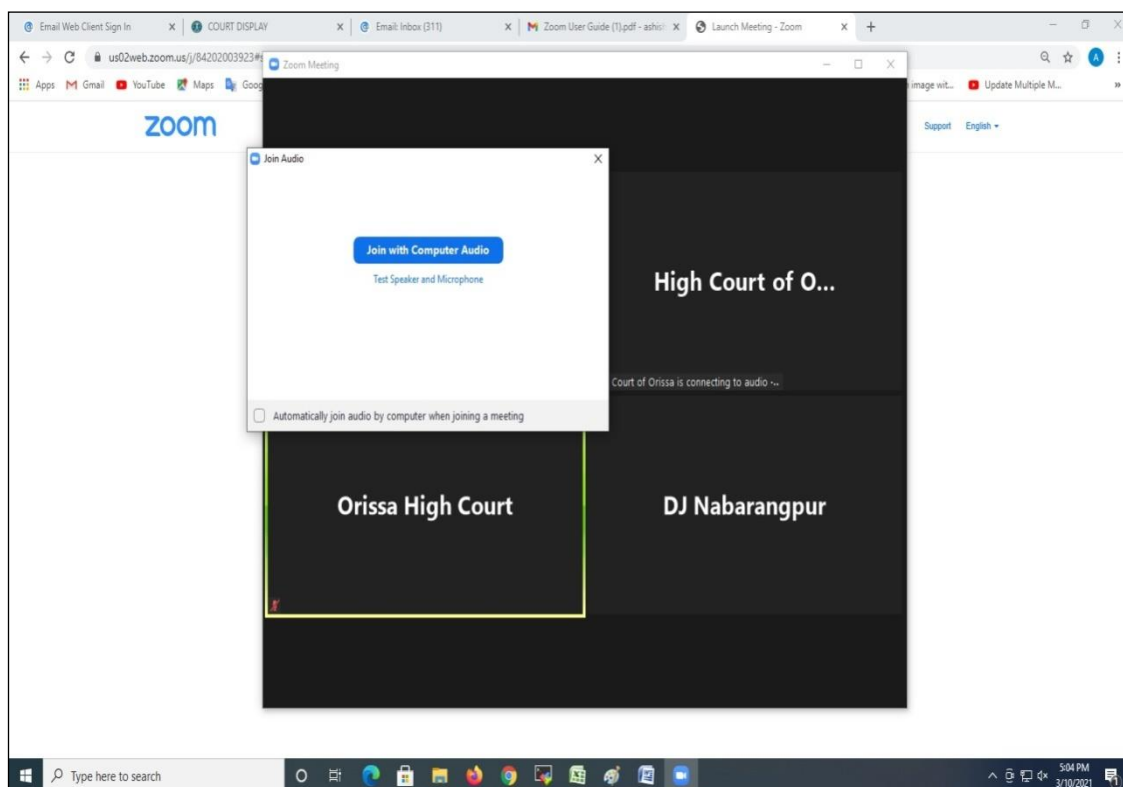 Email Web Client Sign In
COURT DISPLAY
Email: Inbox (311)
Zoom User Guide (1).pdf - ashis
Launch Meeting - Zoom
us02web.zoom.us/j/84202003923#
Apps
Gmail
YouTube
Maps
Goog
image wit...
Update Multiple M...
Zoom Meeting
zoom
Support
English
Join Audio
Join with Computer Audio
Test Speaker and Microphone
Automatically join audio by computer when joining a meeting
High Court of O...
Court of Orissa is connecting to audio ...
Orissa High Court
DJ Nabarangpur
Type here to search
5:04 PM
3/10/2021